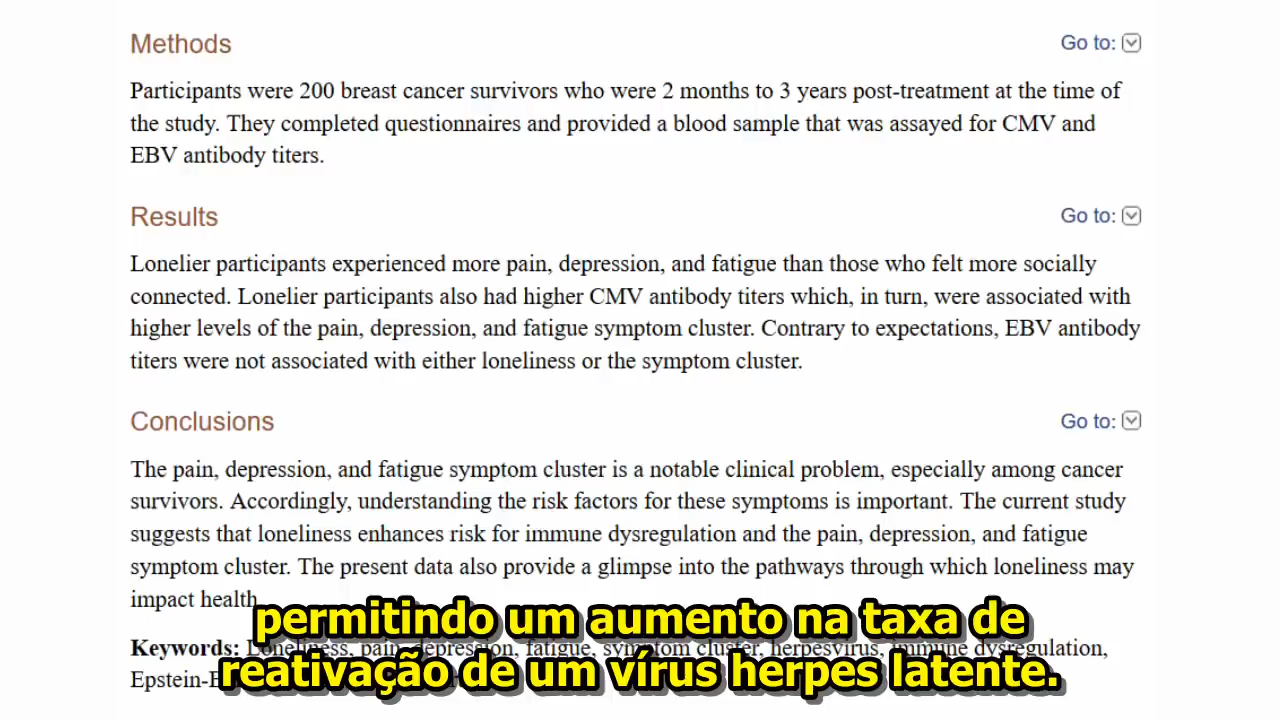 Methods
Go to:
Participants were 200 breast cancer survivors who were 2 months to 3 years post-treatment at the time of
the study. They completed questionnaires and provided a blood sample that was assayed for CMV and
EBV antibody titers.
Results
Go to:
Lonelier participants experienced more pain, depression, and fatigue than those who felt more socially
connected. Lonelier participants also had higher CMV antibody titers which, in turn, were associated with
higher levels of the pain, depression, and fatigue symptom cluster. Contrary to expectations, EBV antibody
titers were not associated with either loneliness or the symptom cluster.
Conclusions
Go to:
The pain, depression, and fatigue symptom cluster is a notable clinical problem, especially among cancer
survivors. Accordingly, understanding the risk factors for these symptoms is important. The current study
suggests that loneliness enhances risk for immune dysregulation and the pain, depression, and fatigue
symptom cluster. The present data also provide a glimpse into the pathways through which loneliness may
impact health.
Keywords: Loneliness, pain, depression, fatigue, symptom cluster, herpesvirus, immune dysregulation,
permitindo um aumento na taxa de
reativação de um vírus herpes latente.